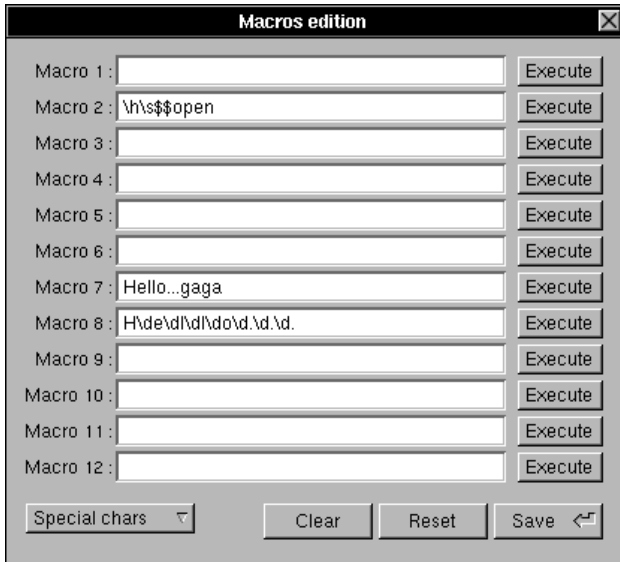 Macros edition
Macro 1 : Execute
Macro 2 : \h\s$$open Execute
Macro 3 : Execute
Macro 4 : Execute
Macro 5 : Execute
Macro 6 : Execute
Macro 7 : Hello...gaga Execute
Macro 8 : H\de\dl\dl\do\d.\d.\d. Execute
Macro 9 : Execute
Macro 10 : Execute
Macro 11 : Execute
Macro 12 : Execute
Special chars Clear Reset Save